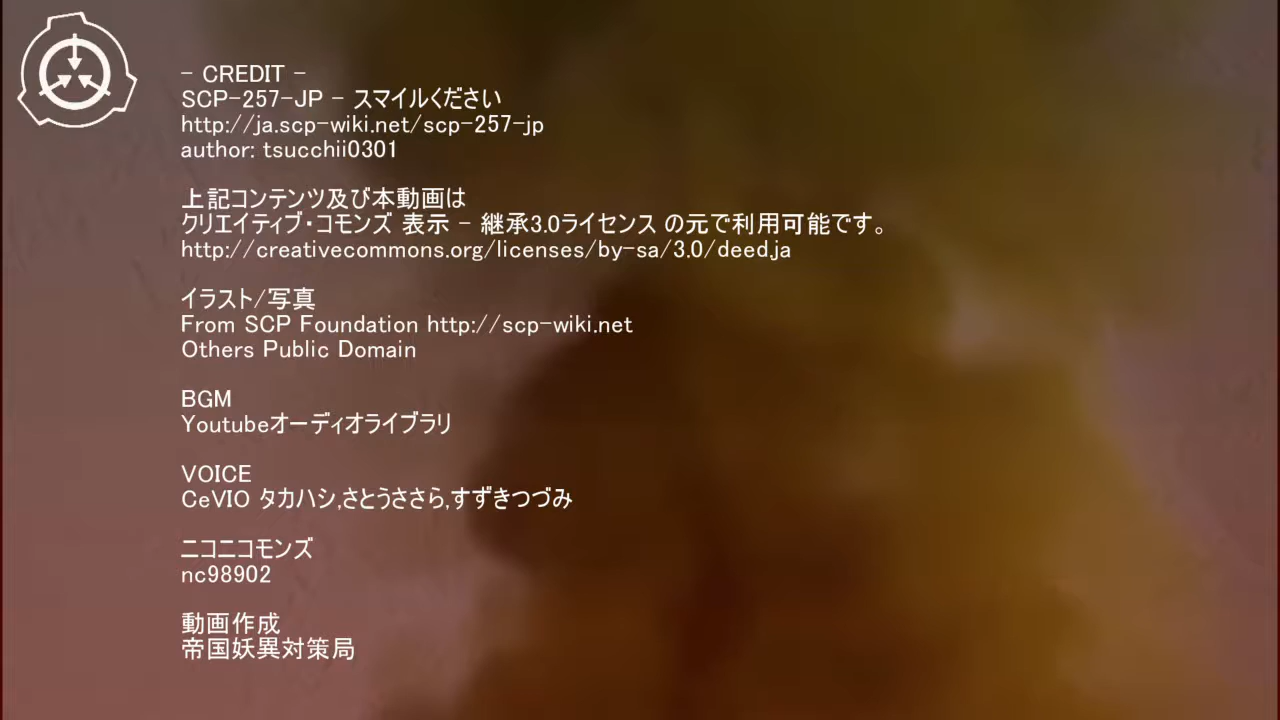 - CREDIT -
SCP-257-JP - スマイルください
http://ja.scp-wiki.net/scp-257-jp
author: tsucchii0301
上記コンテンツ及び本動画は
クリエイティブ・コモンズ 表示 - 継承3.0ライセンス の元で利用可能です。
http://creativecommons.org/licenses/by-sa/3.0/deed.ja
イラスト/写真
From SCP Foundation http://scp-wiki.net
Others Public Domain
BGM
Youtubeオーディオライブラリ
VOICE
CeVIO タカハシ,さとうささら,すずきつづみ
ニコニコモンズ
nc98902
動画作成
帝国妖異対策局